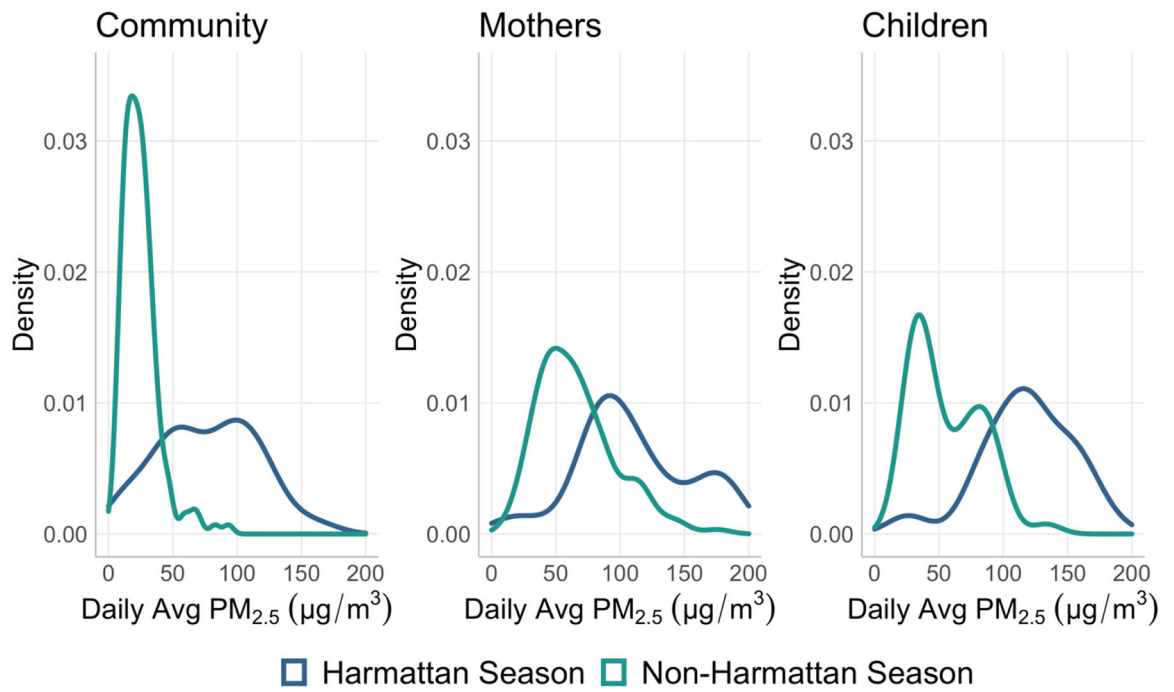 Community
Mothers
Children
Density
0.03
0.02
0.01
0.00
0 50 100 150 200
Daily Avg PM2.5 (μg/m³)
Density
0.03
0.02
0.01
0.00
0 50 100 150 200
Daily Avg PM2.5 (μg/m³)
Density
0.03
0.02
0.01
0.00
0 50 100 150 200
Daily Avg PM2.5 (μg/m³)
Harmattan Season Non-Harmattan Season